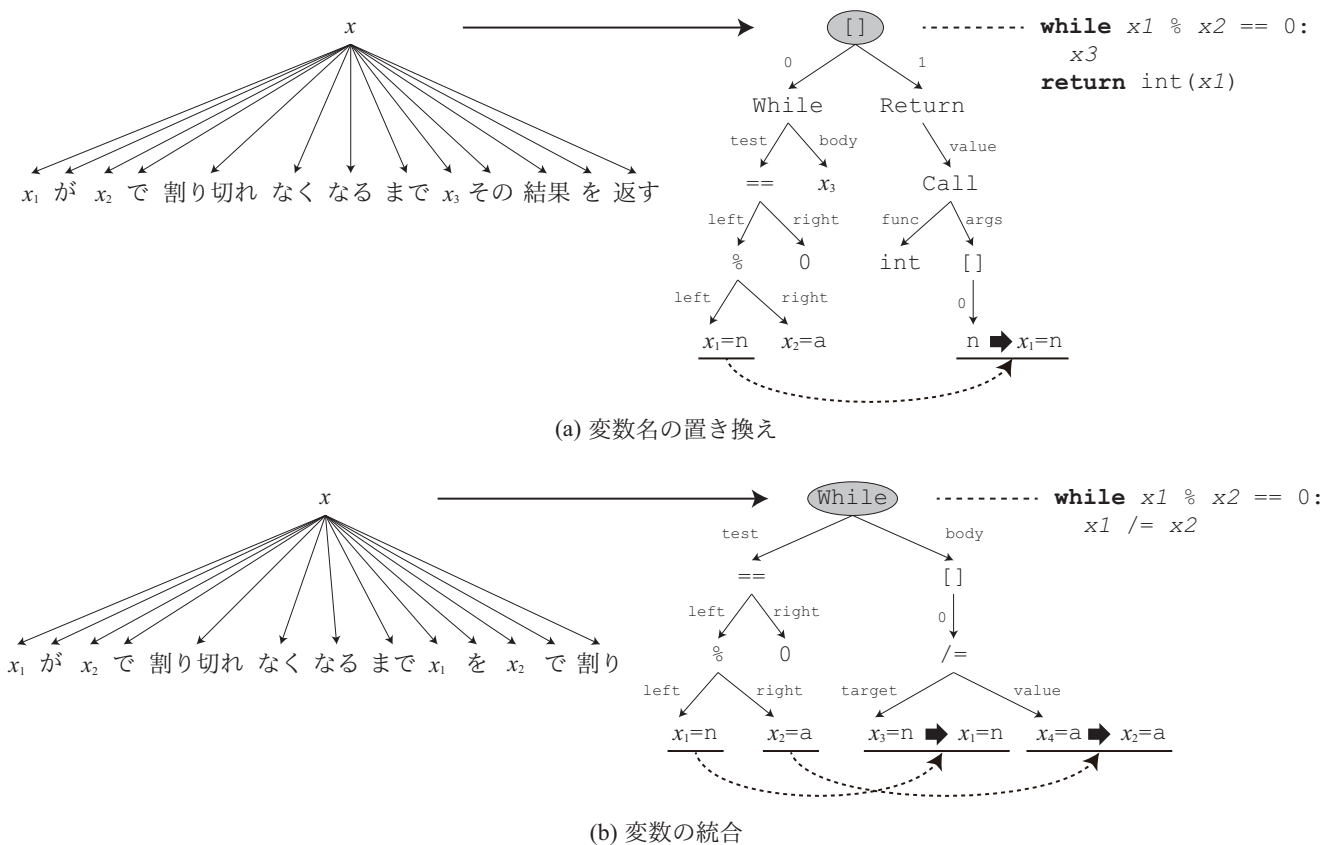 x
x₁ が x₂ で 割り切れ なく なる まで x₃ その 結果 を 返す
[]
0 1
While Return
test body value
== x₃ Call
left right func args
% 0 int []
left right 0
x₁=n x₂=a n ➡ x₁=n
while x1 % x2 == 0:
x3
return int(x1)
(a) 変数名の置き換え
x
x₁ が x₂ で 割り切れ なく なる まで x₁ を x₂ で 割り
While
test body
== []
left right 0
% 0 /=
left right target value
x₁=n x₂=a x₃=n ➡ x₁=n x₄=a ➡ x₂=a
while x1 % x2 == 0:
x1 /= x2
(b) 変数の統合